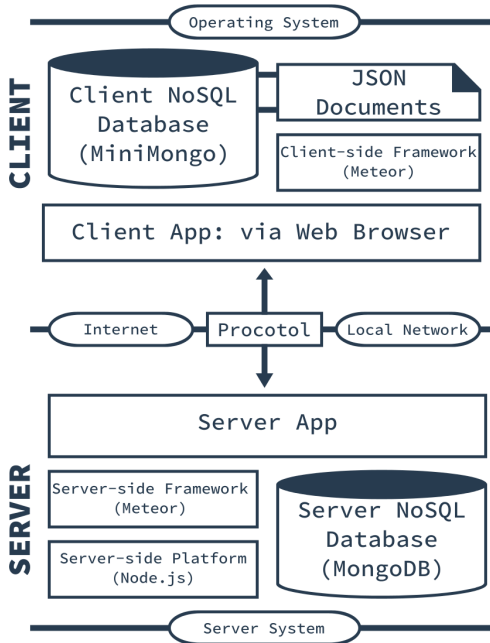 Operating System
CLIENT
Client NoSQL
Database
(MiniMongo)
JSON
Documents
Client-side Framework
(Meteor)
Client App: via Web Browser
Internet
Procotol
Local Network
SERVER
Server App
Server-side Framework
(Meteor)
Server-side Platform
(Node.js)
Server NoSQL
Database
(MongoDB)
Server System